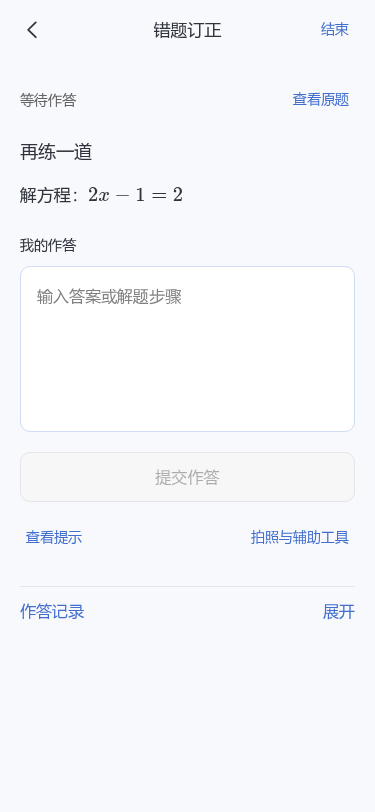 错题订正 结束
等待作答 查看原题
再练一道
解方程：2x − 1 = 2
我的作答
输入答案或解题步骤
提交作答
查看提示 拍照与辅助工具
作答记录 展开